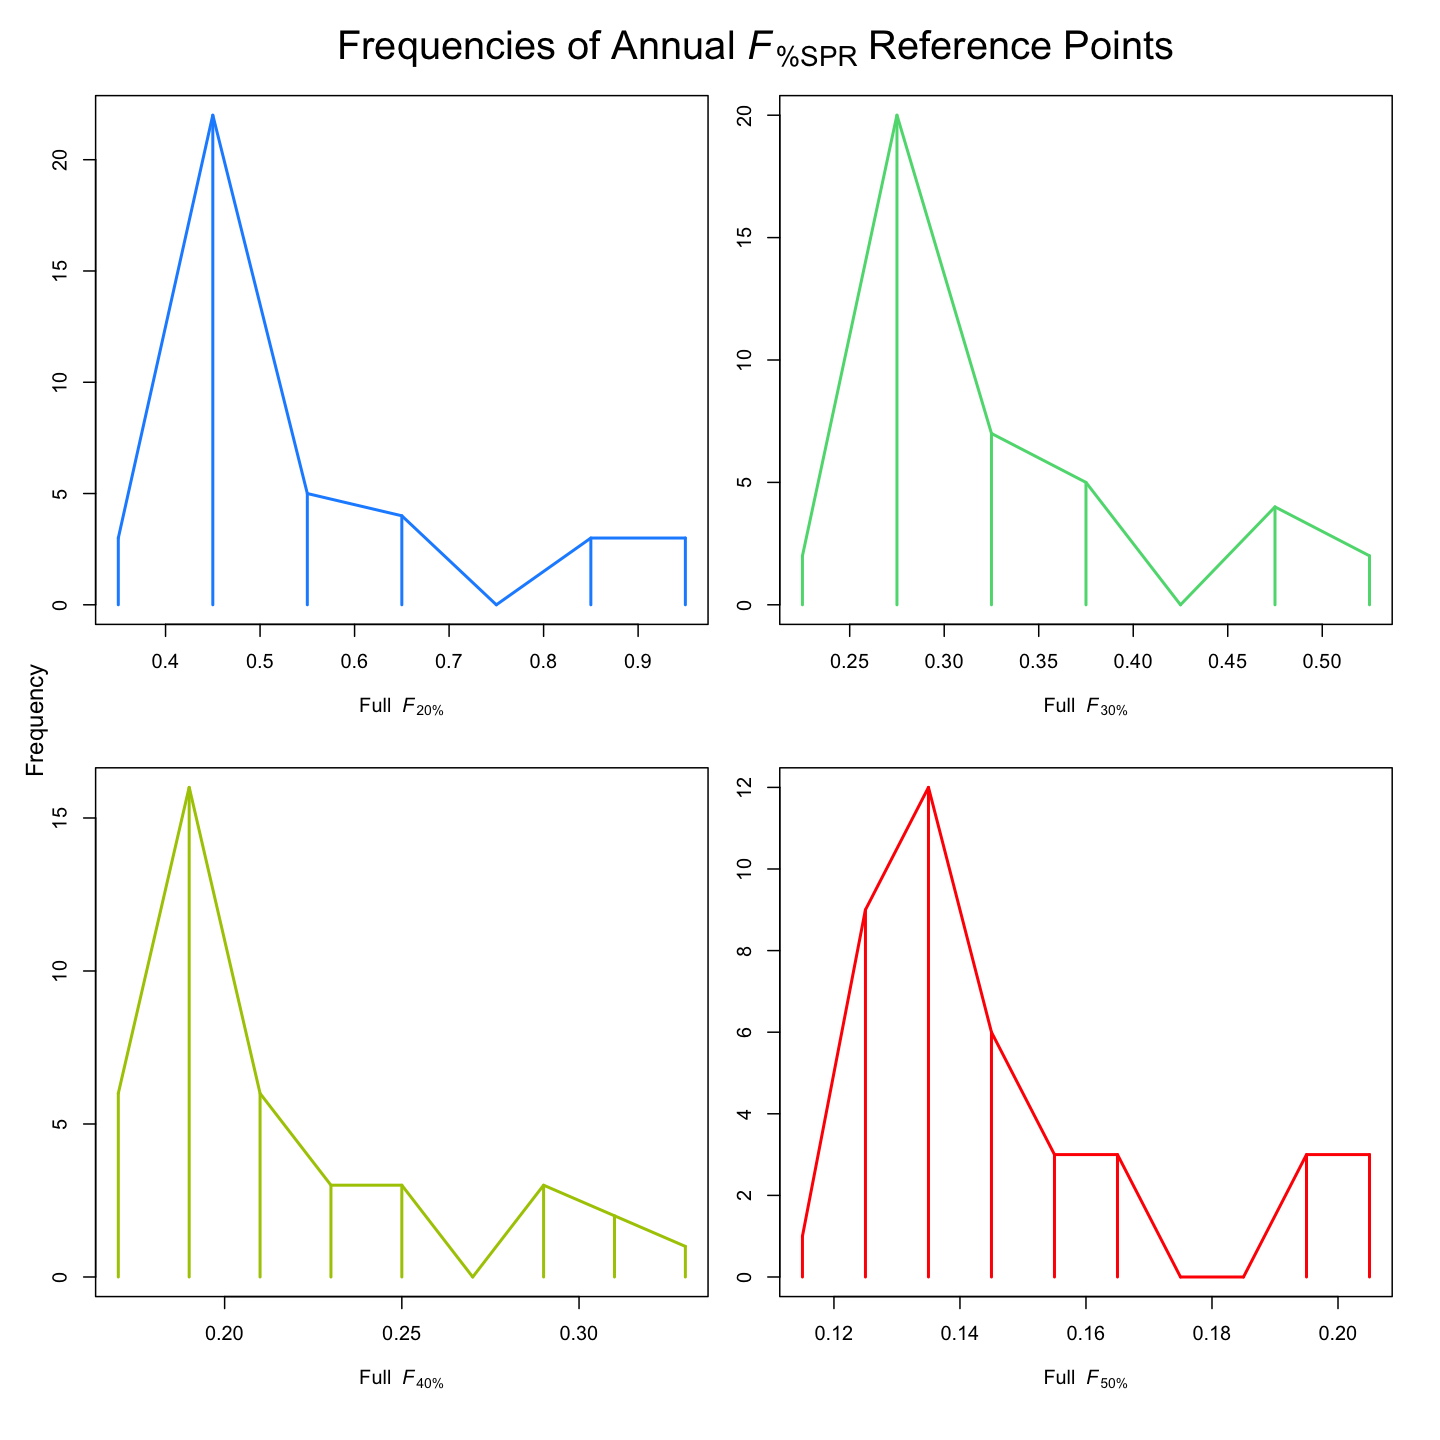 Frequencies of Annual F%SPR Reference Points
Frequency
0 5 10 15 20
0.4 0.5 0.6 0.7 0.8 0.9
Full F20%
0 5 10 15 20
0.25 0.30 0.35 0.40 0.45 0.50
Full F30%
0 5 10 15
0.20 0.25 0.30
Full F40%
0 2 4 6 8 10 12
0.12 0.14 0.16 0.18 0.20
Full F50%